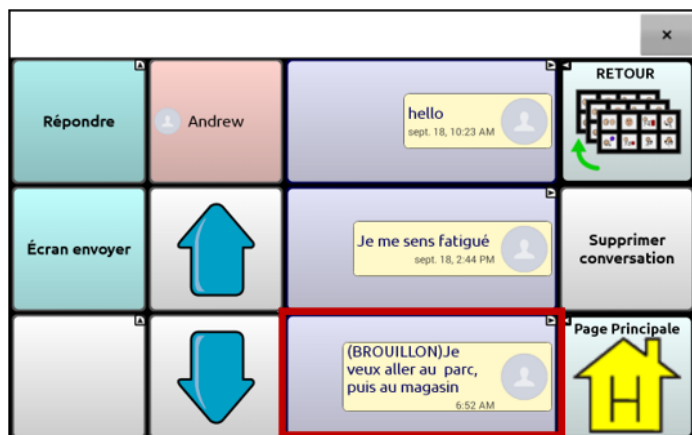 ×
Répondre
Andrew
hello
sept. 18, 10:23 AM
RETOUR
Écran envoyer
Je me sens fatigué
sept. 18, 2:44 PM
Supprimer
conversation
(BROUILLON)Je
veux aller au parc,
puis au magasin
6:52 AM
Page Principale
H